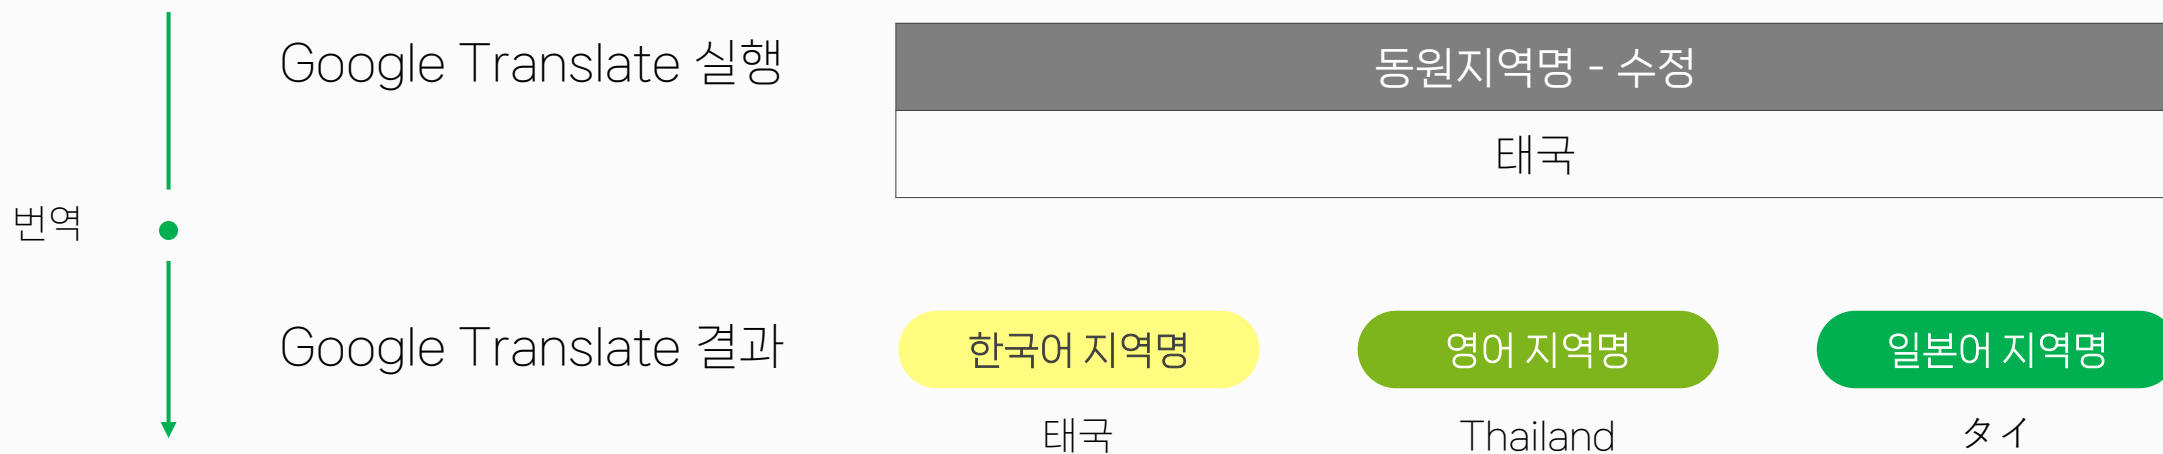 Google Translate 실행
동원지역명 - 수정
태국
번역
Google Translate 결과
한국어 지역명
영어 지역명
일본어 지역명
태국
Thailand
タイ